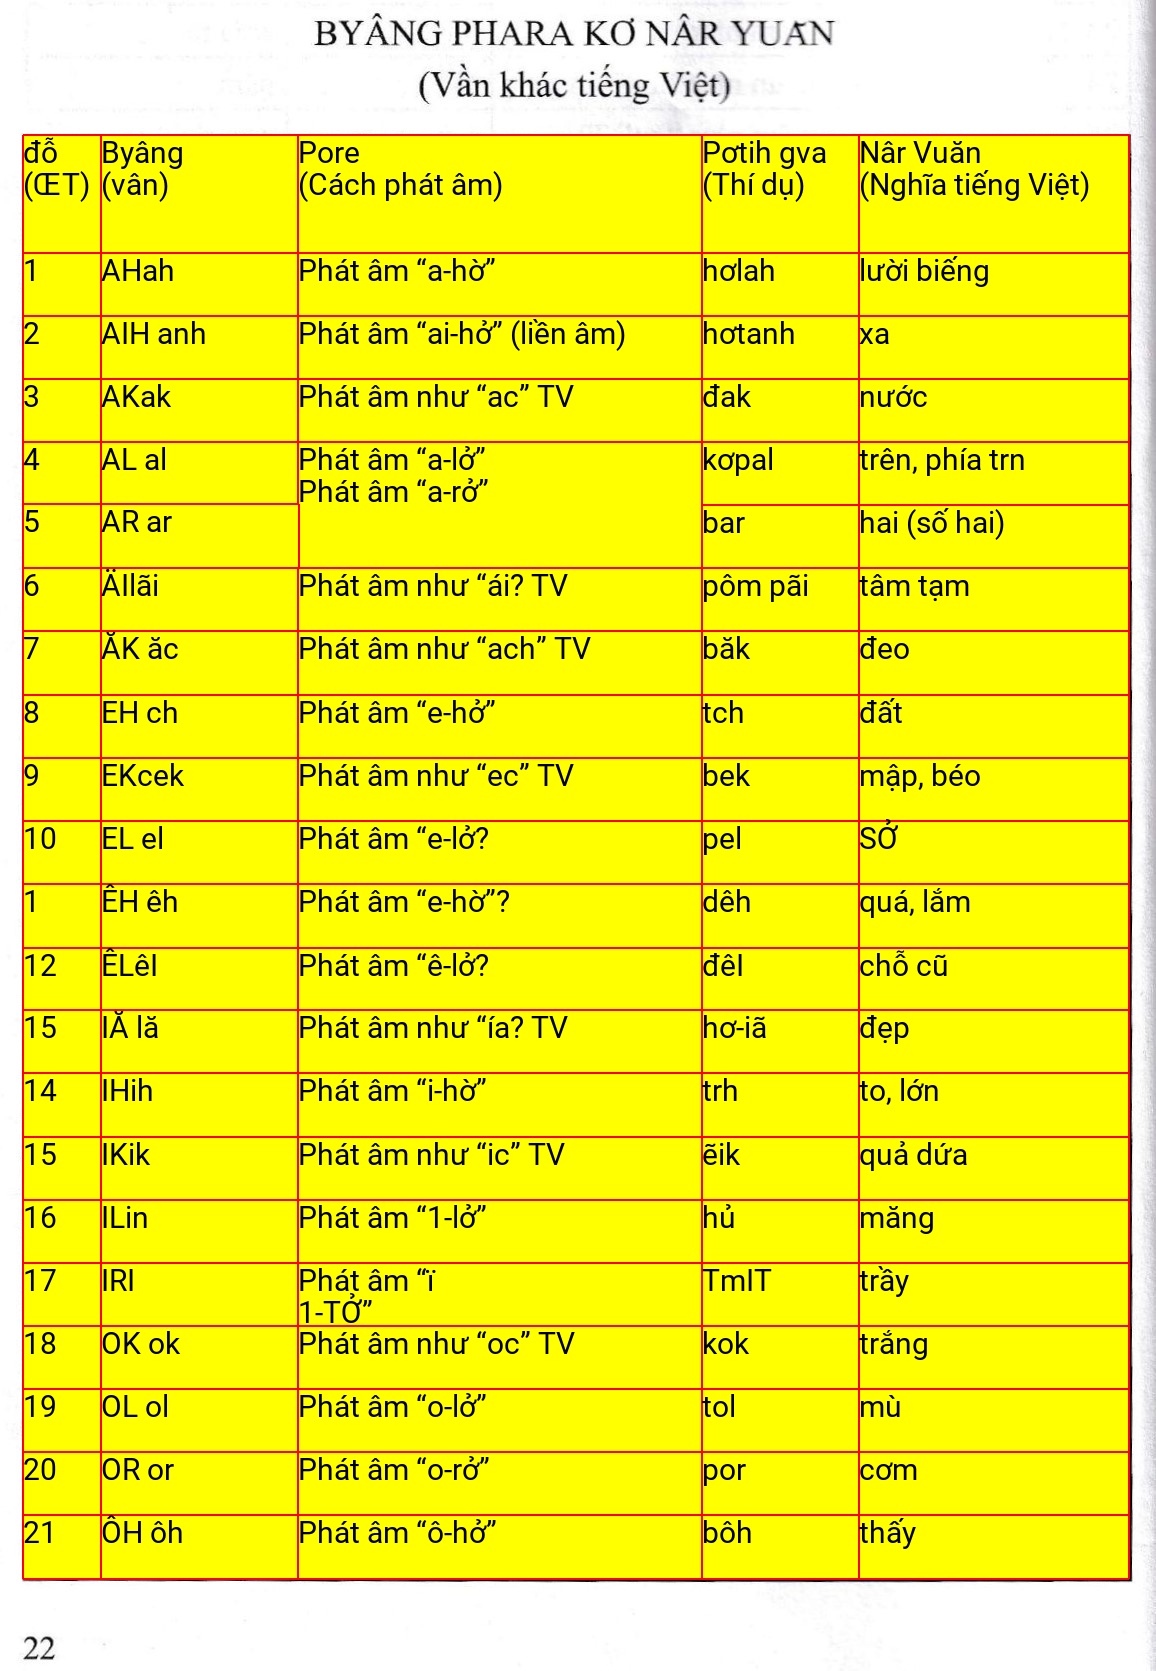 BYÂNG PHARA KƠ NÂR YUĂN
(Vần khác tiếng Việt)
đỗ Byâng Pore Pơtih gva Nâr Vuăn
(ŒT) (vân) (Cách phát âm) (Thí dụ) (Nghĩa tiếng Việt)
1 AHah Phát âm “a-hờ” hơlah lười biếng
2 AIH anh Phát âm “ai-hở” (liền âm) hơtanh xa
3 AKak Phát âm như “ac” TV đak nước
4 AL al Phát âm “a-lở” kơpal trên, phía trn
Phát âm “a-rở”
5 AR ar bar hai (số hai)
6 ÄIlãi Phát âm như “ái? TV pôm pãi tâm tạm
7 ĂK ăc Phát âm như “ach” TV băk đeo
8 EH ch Phát âm “e-hở” tch đất
9 EKcek Phát âm như “ec” TV bek mập, béo
10 EL el Phát âm “e-lở? pel SỞ
1 ÊH êh Phát âm “e-hờ”? dêh quá, lắm
12 ÊLêl Phát âm “ê-lở? đêl chỗ cũ
15 IĂ lă Phát âm như “ía? TV hơ-iã đẹp
14 IHih Phát âm “i-hờ” trh to, lớn
15 IKik Phát âm như “ic” TV ẽik quả dứa
16 ILin Phát âm “1-lở” hủ măng
17 IRI Phát âm “ï TmIT trầy
1-TỞ”
18 OK ok Phát âm như “oc” TV kok trắng
19 OL ol Phát âm “o-lở” tol mù
20 OR or Phát âm “o-rở” por cơm
21 ÔH ôh Phát âm “ô-hở” bôh thấy
22